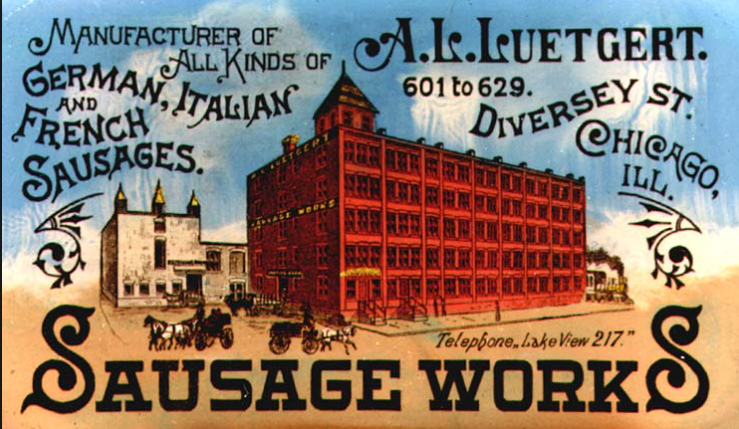 MANUFACTURER OF
ALL KINDS OF
GERMAN, ITALIAN
AND
FRENCH
SAUSAGES.
A.L.LUETGERT.
601 to 629.
DIVERSEY ST.
CHICAGO,
ILL.
A.L. LUETGERT
SAUSAGE WORKS
Telephone „Lake View 217."
SAUSAGE WORKS